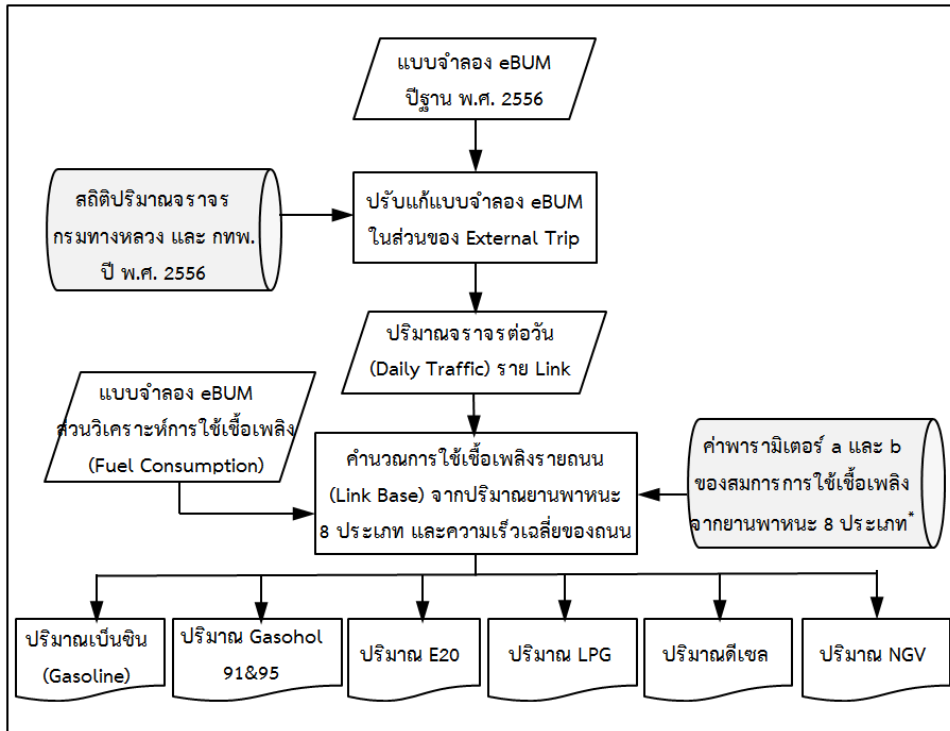 แบบจำลอง eBUM
ปีฐาน พ.ศ. 2556
สถิติปริมาณจราจร
กรมทางหลวง และ กทพ.
ปี พ.ศ. 2556
ปรับแก้แบบจำลอง eBUM
ในส่วนของ External Trip
ปริมาณจราจรต่อวัน
(Daily Traffic) ราย Link
แบบจำลอง eBUM
ส่วนวิเคราะห์การใช้เชื้อเพลิง
(Fuel Consumption)
คำนวณการใช้เชื้อเพลิงรายถนน
(Link Base) จากปริมาณยานพาหนะ
8 ประเภท และความเร็วเฉลี่ยของถนน
ค่าพารามิเตอร์ a และ b
ของสมการการใช้เชื้อเพลิง
จากยานพาหนะ 8 ประเภท*
ปริมาณเบ็นซิน
(Gasoline)
ปริมาณ Gasohol
91&95
ปริมาณ E20
ปริมาณ LPG
ปริมาณดีเซล
ปริมาณ NGV